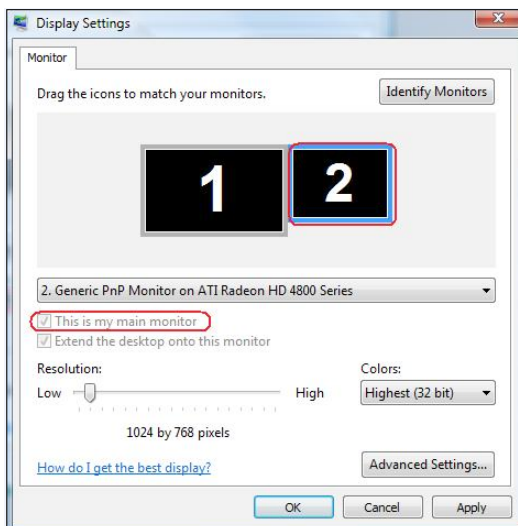 Display Settings
Monitor
Drag the icons to match your monitors.
Identify Monitors
1
2
2. Generic PnP Monitor on ATI Radeon HD 4800 Series
This is my main monitor
Extend the desktop onto this monitor
Resolution:
Colors:
Low
High
Highest (32 bit)
1024 by 768 pixels
How do I get the best display?
Advanced Settings...
OK
Cancel
Apply